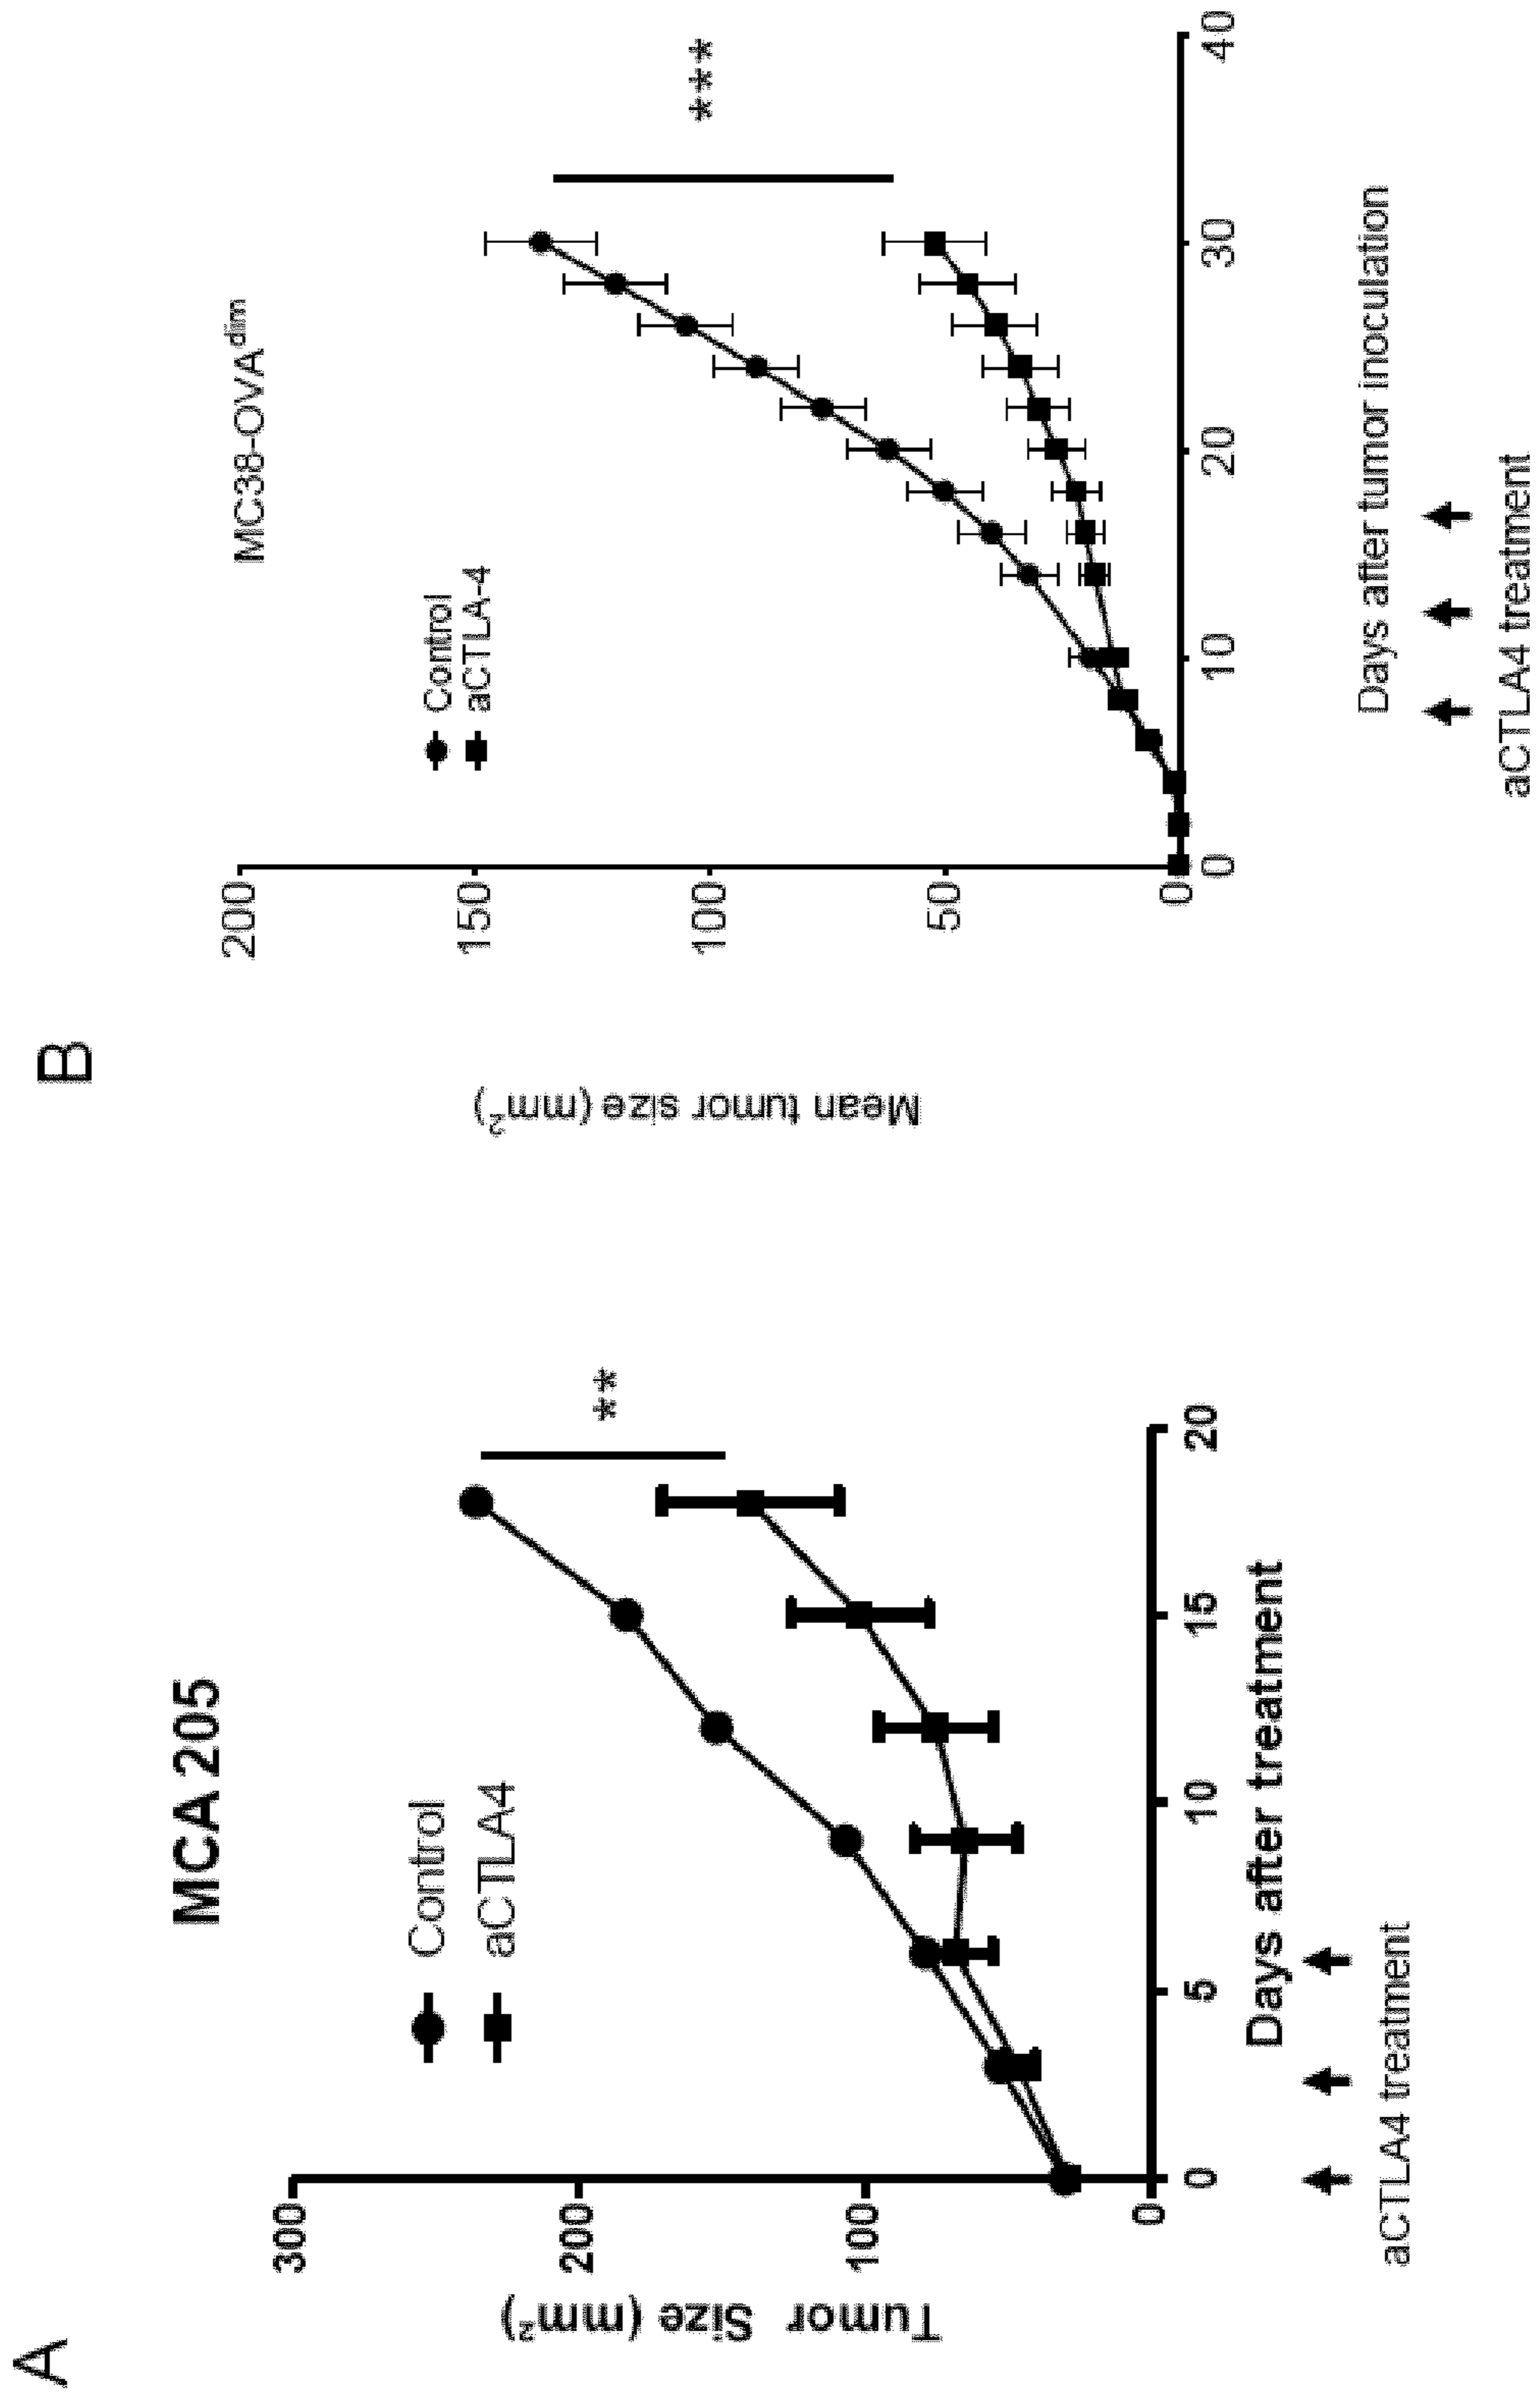 A
MCA 205
Control
aCTLA4
Tumor Size (mm²)
300
200
100
0
0 5 10 15 20
**
Days after treatment
aCTLA4 treatment
B
MC38-OVAdim
Control
aCTLA-4
Mean tumor size (mm²)
200
150
100
50
0
0 10 20 30 40
***
Days after tumor inoculation
aCTLA4 treatment